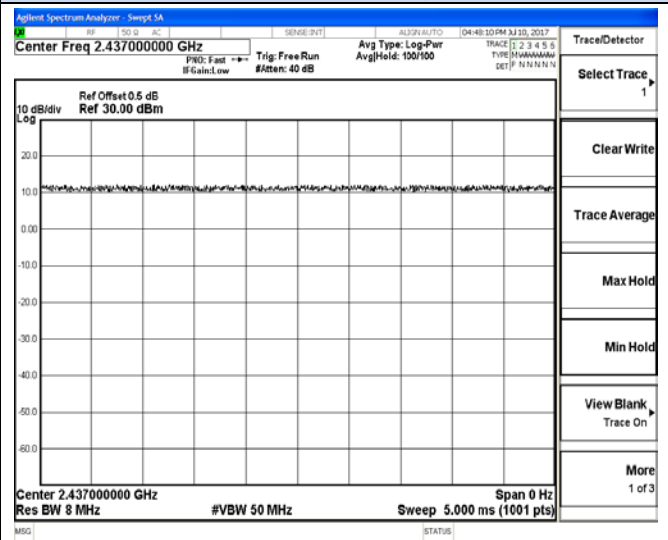 Agilent Spectrum Analyzer - Swept SA
RF 50 Ω AC SENSE:INT ALIGN AUTO 04:48:10 PM Jul 10, 2017
Center Freq 2.437000000 GHz
PNO: Fast
IFGain:Low
Trig: Free Run
#Atten: 40 dB
Avg Type: Log-Pwr
Avg|Hold: 100/100
TRACE 1 2 3 4 5 6
TYPE MWWWWW
DET P N N N N N
Trace/Detector
Select Trace
1
Clear Write
Trace Average
Max Hold
Min Hold
View Blank
Trace On
More
1 of 3
Ref Offset 0.5 dB
10 dB/div Ref 30.00 dBm
Log
20.0
10.0
0.00
-10.0
-20.0
-30.0
-40.0
-50.0
-60.0
Center 2.437000000 GHz Span 0 Hz
Res BW 8 MHz #VBW 50 MHz Sweep 5.000 ms (1001 pts)
MSG STATUS